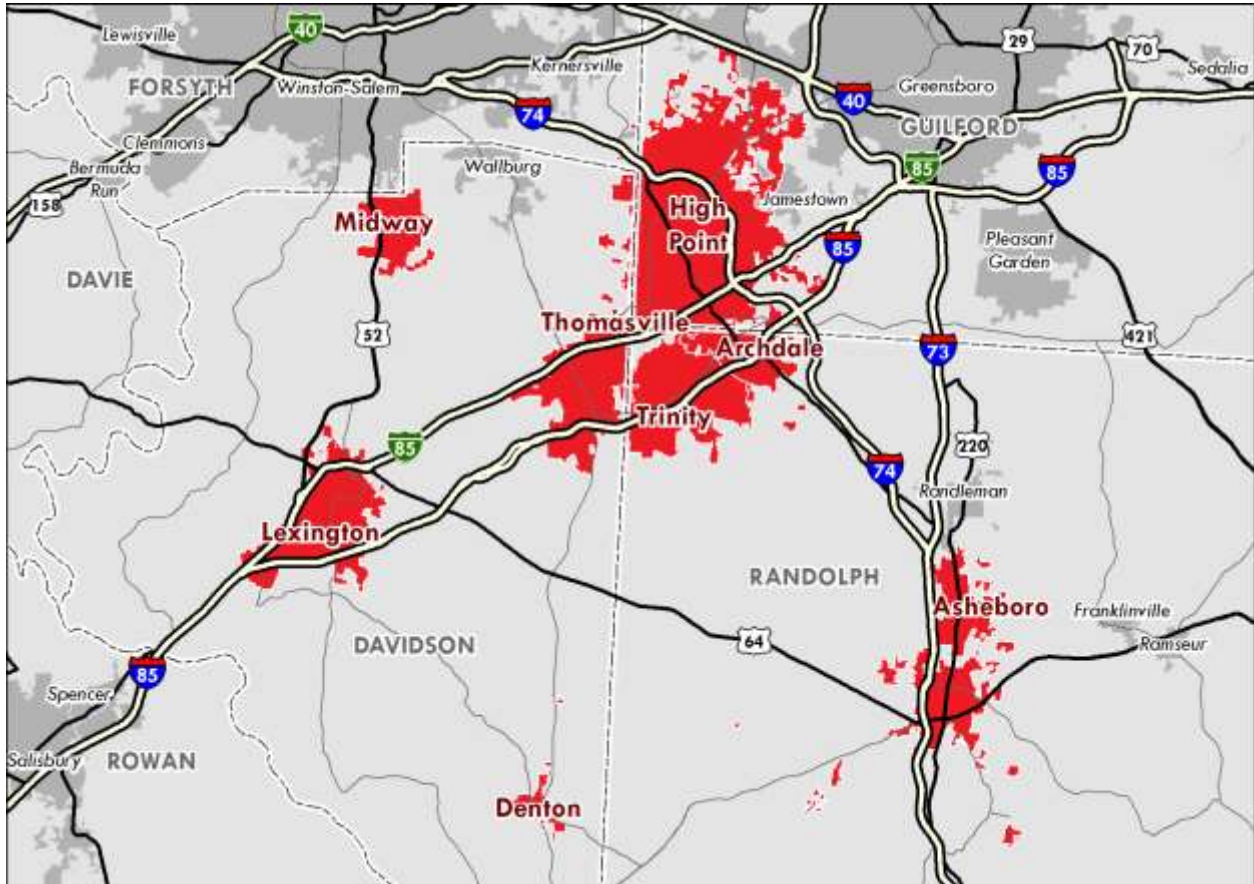 Lewisville
40
29
70
Sedalia
Kernersville
FORSYTH
Winston-Salem
74
40
Greensboro
GUILFORD
Clemmons
Bermuda
Run
Wallburg
85
85
158
Midway
High
Point
Jamestown
85
Pleasant
Garden
DAVIE
52
Thomasville
Archdale
73
421
Trinity
85
74
220
Randleman
Lexington
RANDOLPH
Asheboro
Franklinville
Ramseur
DAVIDSON
64
85
Spencer
Salisbury
ROWAN
Denton